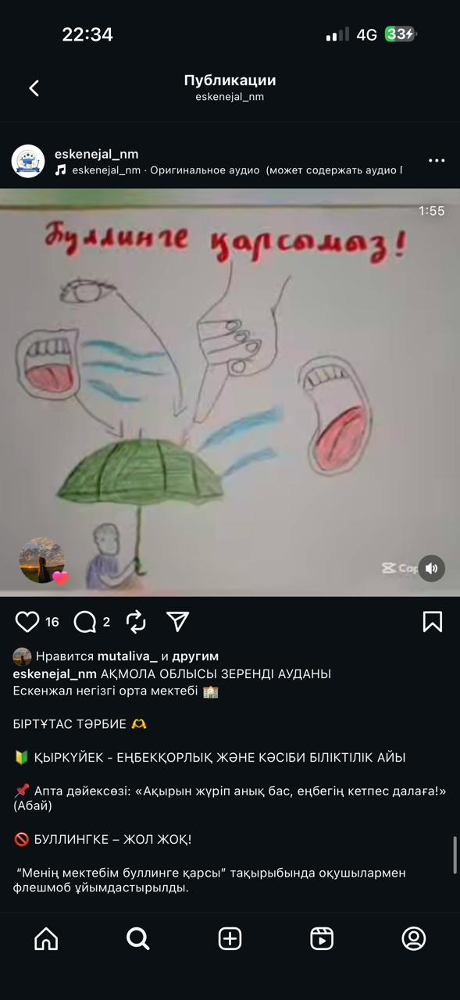 22:34
4G
33
Публикации
eskenejal_nm
eskenejal_nm
eskenejal_nm · Оригинальное аудио (может содержать аудио
1:55
Буллинге қарсымыз!
Cap
16
2
Нравится mutaliva_ и другим
eskenejal_nm АҚМОЛА ОБЛЫСЫ ЗЕРЕНДІ АУДАНЫ
Ескенжал негізгі орта мектебі 🏫
БІРТҰТАС ТӘРБИЕ 🫶
🔰 ҚЫРКҮЙЕК - ЕҢБЕКҚОРЛЫҚ ЖӘНЕ КӘСІБИ БІЛІКТІЛІК АЙЫ
📌 Апта дәйексөзі: «Ақырын жүріп анық бас, еңбегің кетпес далаға!»
(Абай)
🚫 БУЛЛИНГКЕ – ЖОЛ ЖОҚ!
“Менің мектебім буллинге қарсы” тақырыбында оқушылармен
флешмоб ұйымдастырылды.